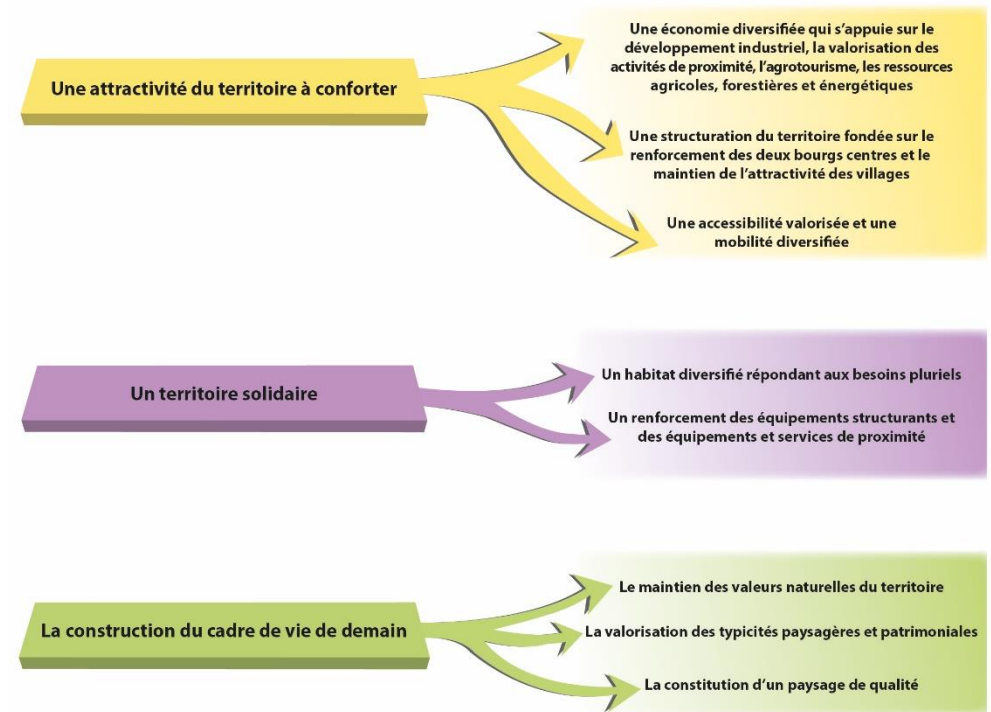 Une attractivité du territoire à conforter
Une économie diversifiée qui s’appuie sur le
développement industriel, la valorisation des
activités de proximité, l’agrotourisme, les ressources
agricoles, forestières et énergétiques
Une structuration du territoire fondée sur le
renforcement des deux bourgs centres et le
maintien de l’attractivité des villages
Une accessibilité valorisée et une
mobilité diversifiée
Un territoire solidaire
Un habitat diversifié répondant aux besoins pluriels
Un renforcement des équipements structurants et
des équipements et services de proximité
La construction du cadre de vie de demain
Le maintien des valeurs naturelles du territoire
La valorisation des typicités paysagères et patrimoniales
La constitution d’un paysage de qualité